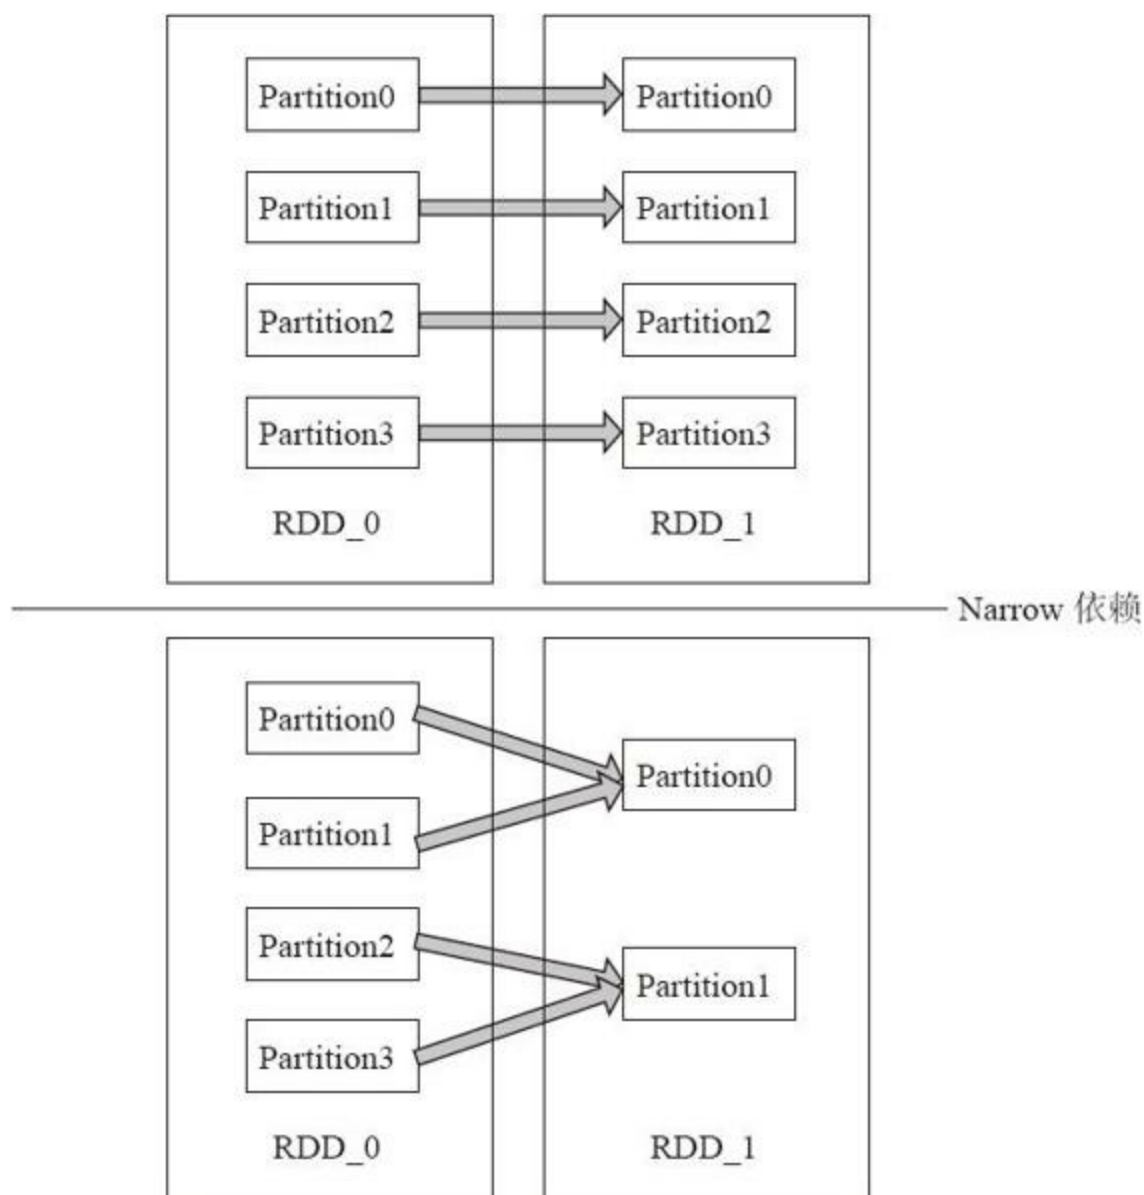 Partition0 Partition0
Partition1 Partition1
Partition2 Partition2
Partition3 Partition3
RDD_0 RDD_1
Narrow 依赖
Partition0
Partition0
Partition1
Partition2
Partition1
Partition3
RDD_0 RDD_1